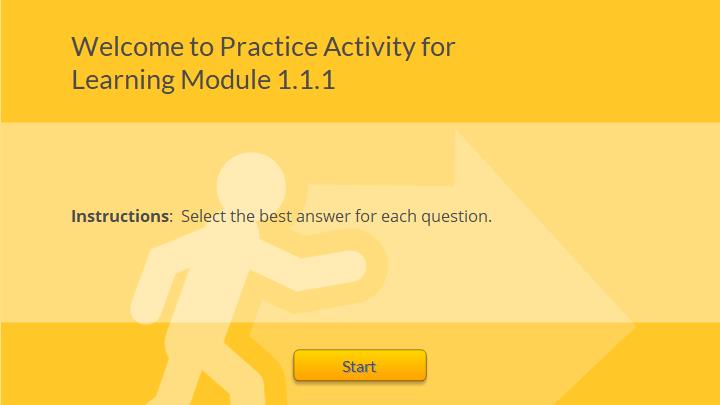 Welcome to Practice Activity for
Learning Module 1.1.1
Instructions:  Select the best answer for each question.
Start